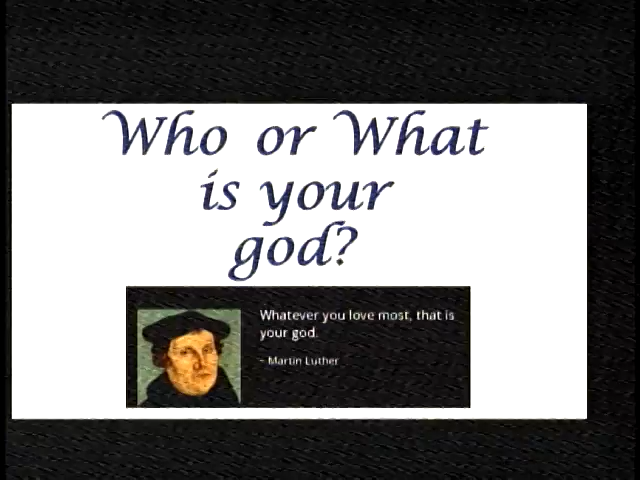 Who or What
is your
god?
Whatever you love most, that is
your god.
- Martin Luther